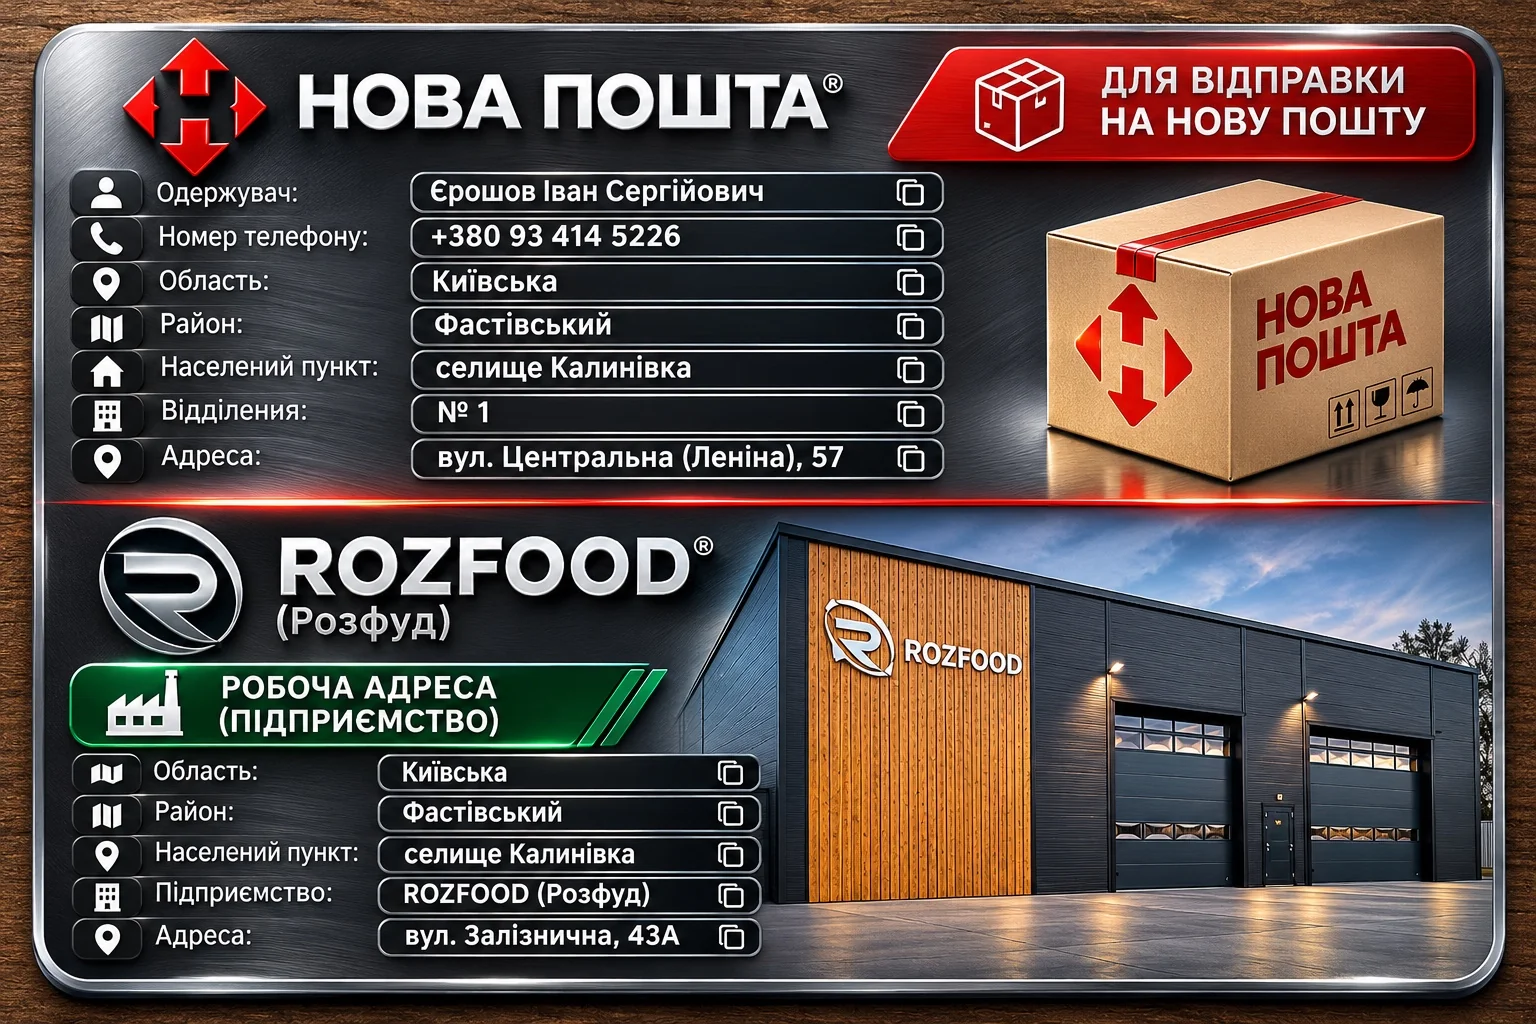 НОВА ПОШТА®
ДЛЯ ВІДПРАВКИ
НА НОВУ ПОШТУ
Одержувач: Єрошов Іван Сергійович
Номер телефону: +380 93 414 5226
Область: Київська
Район: Фастівський
Населений пункт: селище Калинівка
Відділення: № 1
Адреса: вул. Центральна (Леніна), 57
НОВА
ПОШТА
ROZFOOD®
(Розфуд)
РОБОЧА АДРЕСА
(ПІДПРИЄМСТВО)
ROZFOOD
Область: Київська
Район: Фастівський
Населений пункт: селище Калинівка
Підприємство: ROZFOOD (Розфуд)
Адреса: вул. Залізнична, 43А